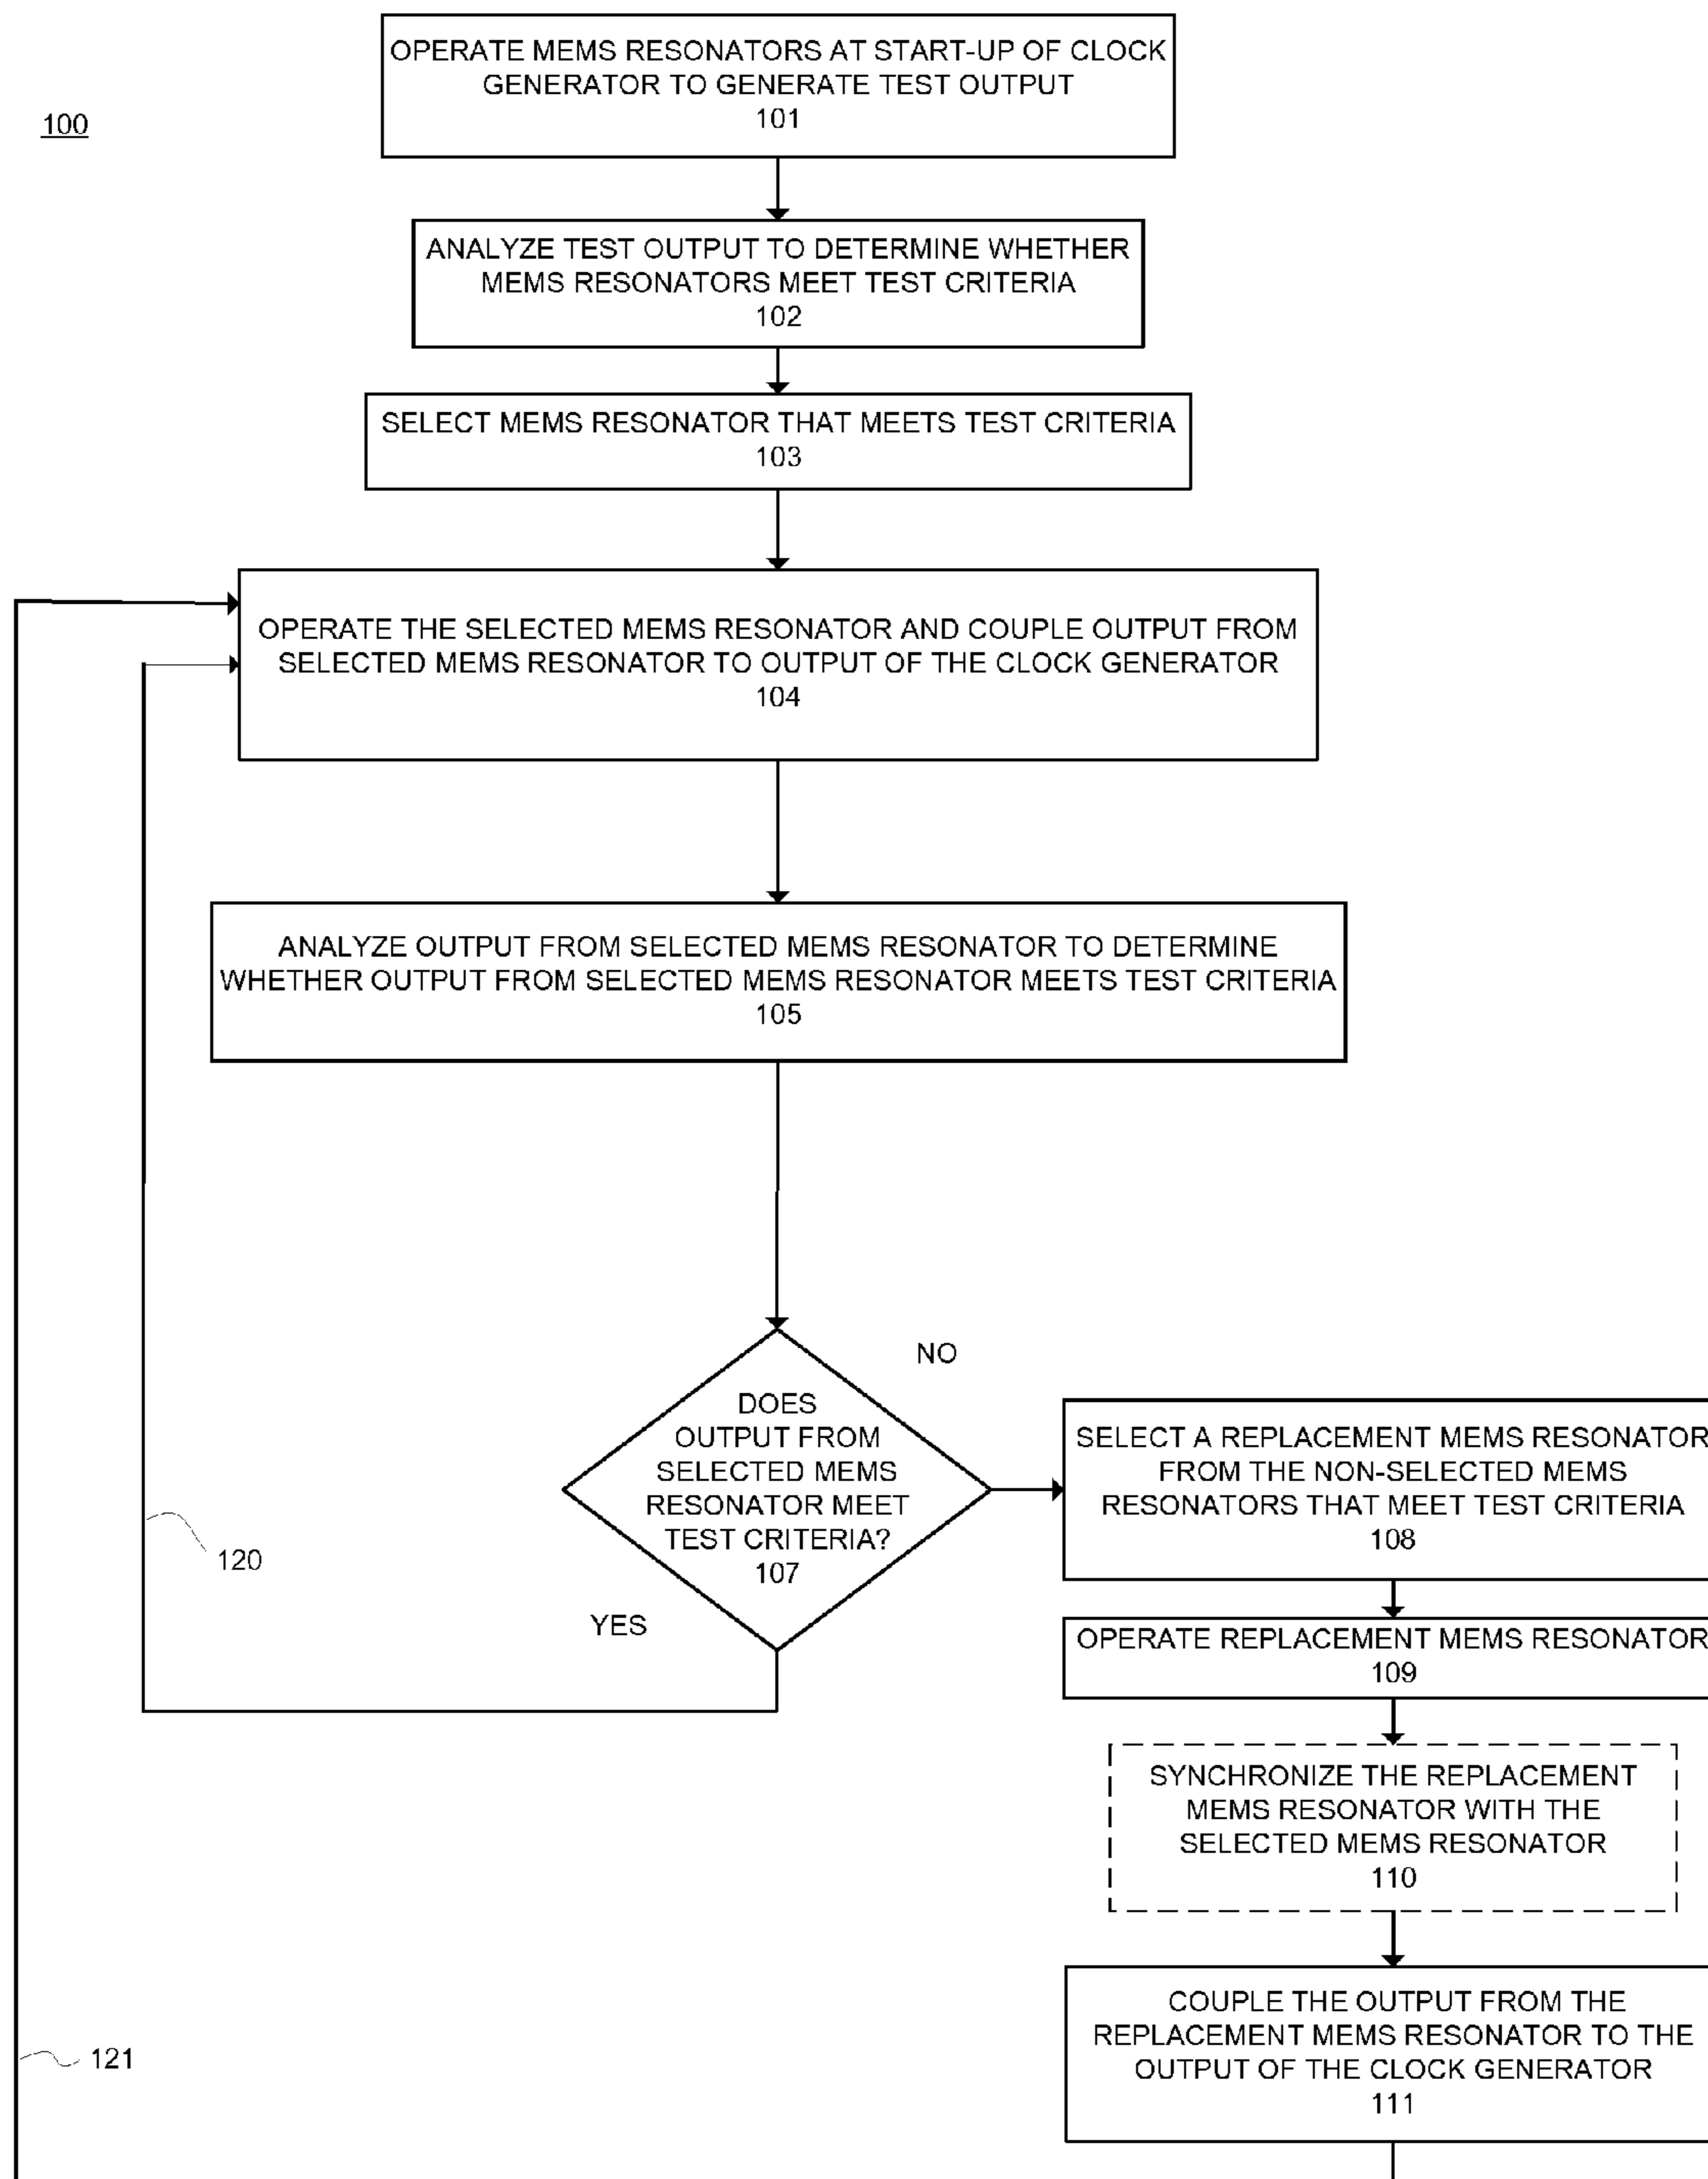 100
OPERATE MEMS RESONATORS AT START-UP OF CLOCK
GENERATOR TO GENERATE TEST OUTPUT
101
ANALYZE TEST OUTPUT TO DETERMINE WHETHER
MEMS RESONATORS MEET TEST CRITERIA
102
SELECT MEMS RESONATOR THAT MEETS TEST CRITERIA
103
OPERATE THE SELECTED MEMS RESONATOR AND COUPLE OUTPUT FROM
SELECTED MEMS RESONATOR TO OUTPUT OF THE CLOCK GENERATOR
104
ANALYZE OUTPUT FROM SELECTED MEMS RESONATOR TO DETERMINE
WHETHER OUTPUT FROM SELECTED MEMS RESONATOR MEETS TEST CRITERIA
105
NO
DOES
OUTPUT FROM
SELECTED MEMS
RESONATOR MEET
TEST CRITERIA?
107
YES
120
SELECT A REPLACEMENT MEMS RESONATOR
FROM THE NON-SELECTED MEMS
RESONATORS THAT MEET TEST CRITERIA
108
OPERATE REPLACEMENT MEMS RESONATOR
109
SYNCHRONIZE THE REPLACEMENT
MEMS RESONATOR WITH THE
SELECTED MEMS RESONATOR
110
COUPLE THE OUTPUT FROM THE
REPLACEMENT MEMS RESONATOR TO THE
OUTPUT OF THE CLOCK GENERATOR
111
121